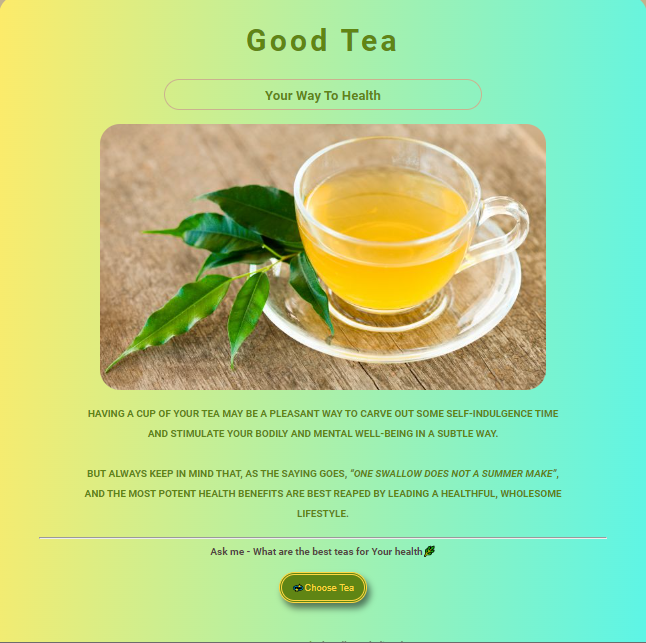 Good Tea
Your Way To Health
HAVING A CUP OF YOUR TEA MAY BE A PLEASANT WAY TO CARVE OUT SOME SELF-INDULGENCE TIME
AND STIMULATE YOUR BODILY AND MENTAL WELL-BEING IN A SUBTLE WAY.
BUT ALWAYS KEEP IN MIND THAT, AS THE SAYING GOES, "ONE SWALLOW DOES NOT A SUMMER MAKE",
AND THE MOST POTENT HEALTH BENEFITS ARE BEST REAPED BY LEADING A HEALTHFUL, WHOLESOME
LIFESTYLE.
Ask me - What are the best teas for Your health
Choose Tea